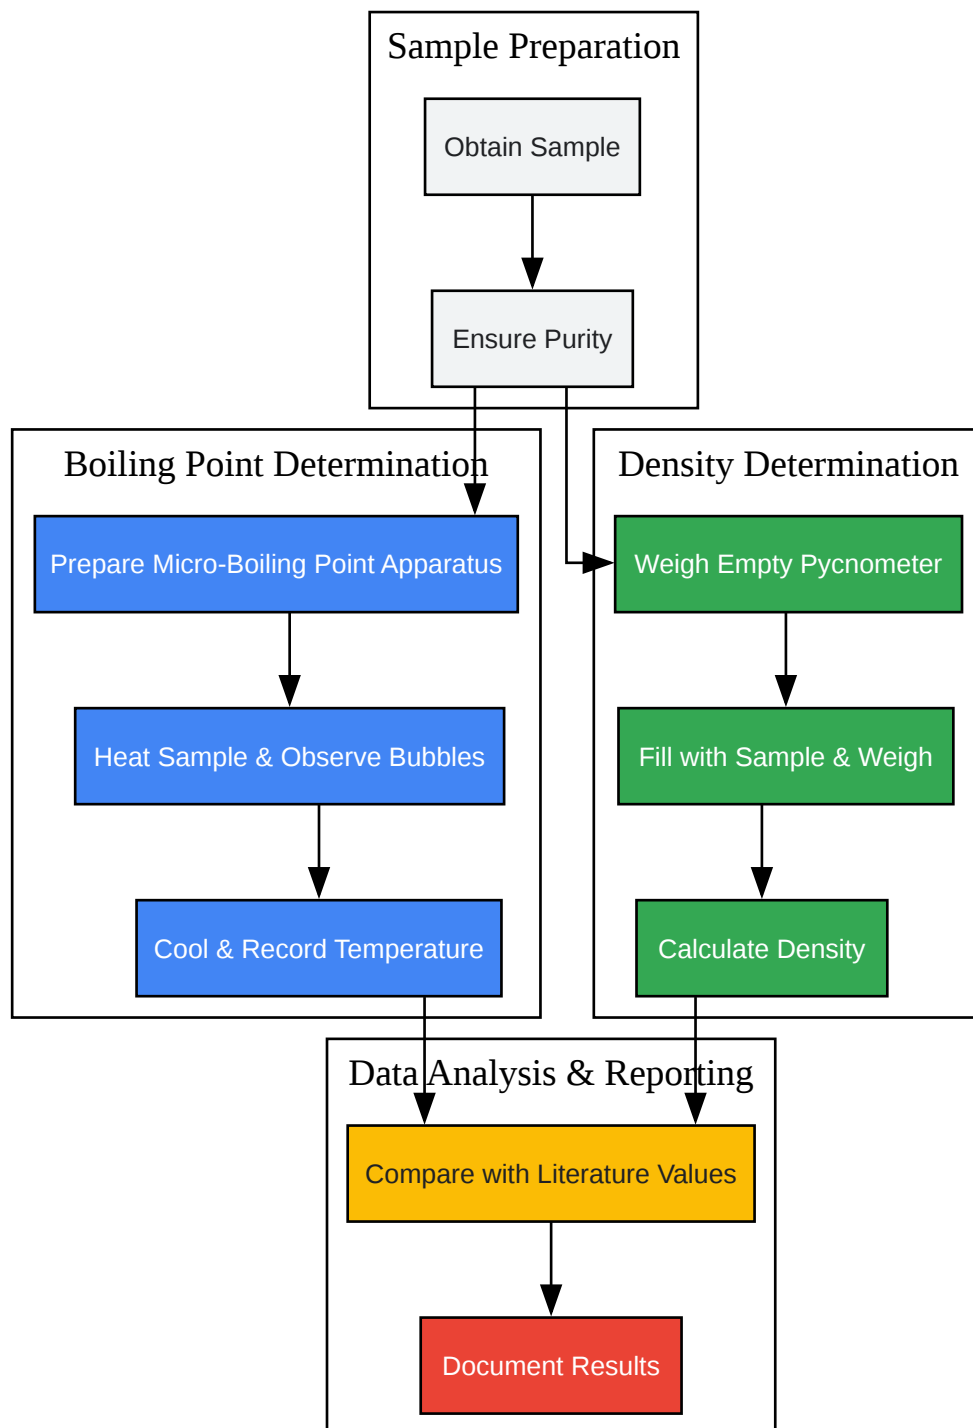 Sample Preparation
Obtain Sample
Ensure Purity
Boiling Point Determination
Prepare Micro-Boiling Point Apparatus
Heat Sample & Observe Bubbles
Cool & Record Temperature
Density Determination
Weigh Empty Pycnometer
Fill with Sample & Weigh
Calculate Density
Data Analysis & Reporting
Compare with Literature Values
Document Results